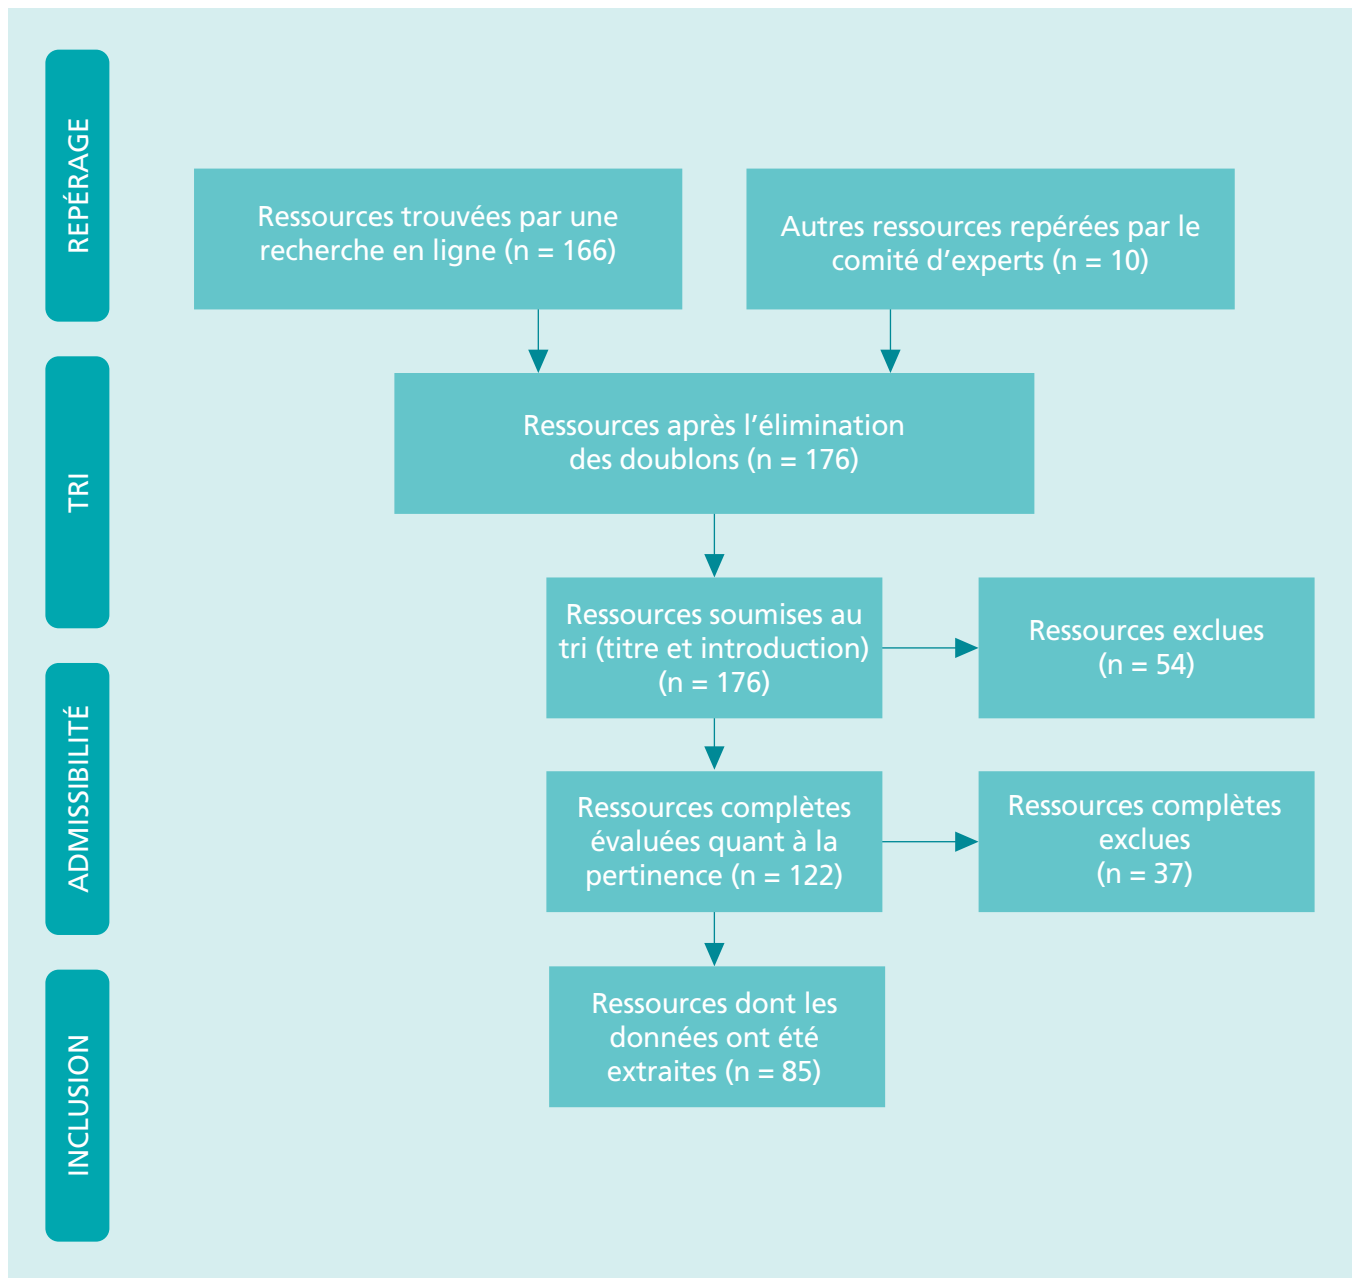 REPÉRAGE
Ressources trouvées par une
recherche en ligne (n = 166)
Autres ressources repérées par le
comité d'experts (n = 10)
TRI
Ressources après l'élimination
des doublons (n = 176)
Ressources soumises au
tri (titre et introduction)
(n = 176)
Ressources exclues
(n = 54)
ADMISSIBILITÉ
Ressources complètes
évaluées quant à la
pertinence (n = 122)
Ressources complètes
exclues
(n = 37)
INCLUSION
Ressources dont les
données ont été
extraites (n = 85)